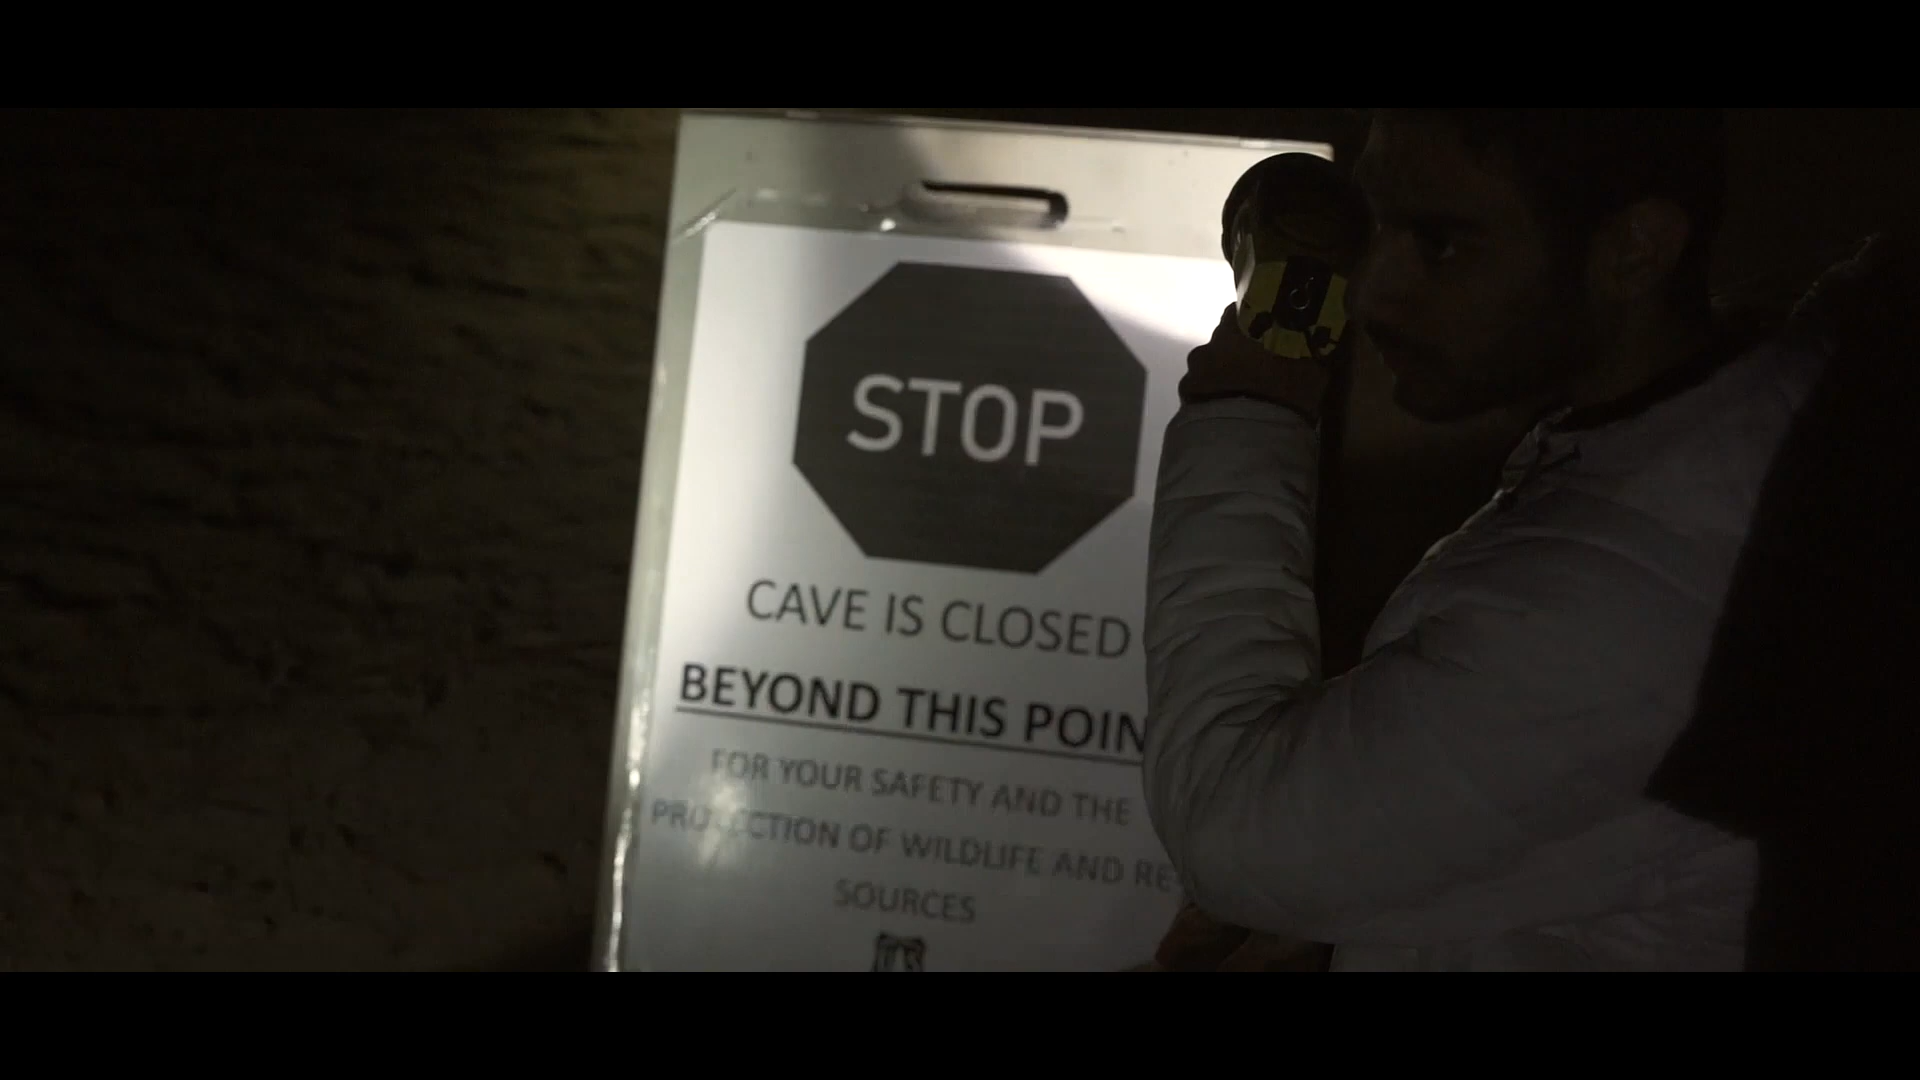 STOP
CAVE IS CLOSED
BEYOND THIS POIN
FOR YOUR SAFETY AND THE
PROTECTION OF WILDLIFE AND RE
SOURCES